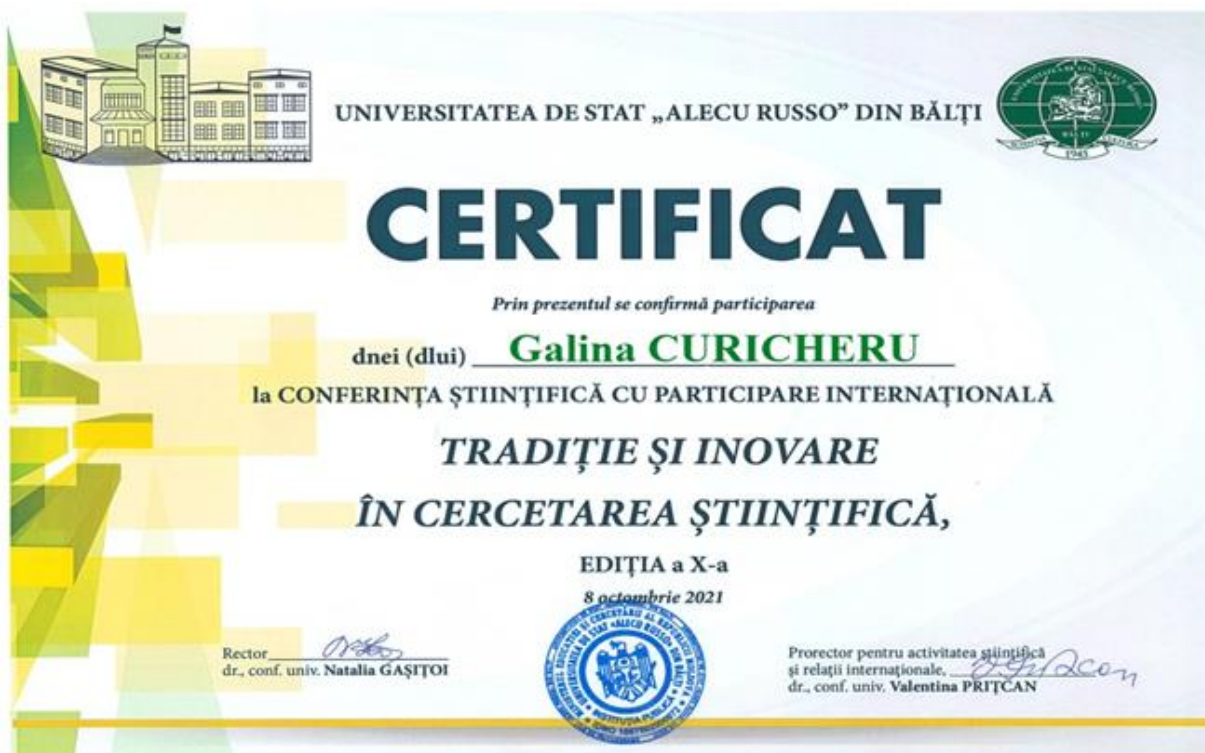 UNIVERSITATEA DE STAT „ALECU RUSSO” DIN BĂLȚI
1945
CERTIFICAT
Prin prezentul se confirmă participarea
dnei (dlui) Galina CURICHERU
la CONFERINȚA ȘTIINȚIFICĂ CU PARTICIPARE INTERNAȚIONALĂ
TRADIȚIE ȘI INOVARE
ÎN CERCETAREA ȘTIINȚIFICĂ,
EDIȚIA a X-a
8 octombrie 2021
Rector
dr., conf. univ. Natalia GAȘIȚOI
Prorector pentru activitatea științifică
și relații internaționale,
dr., conf. univ. Valentina PRIȚCAN